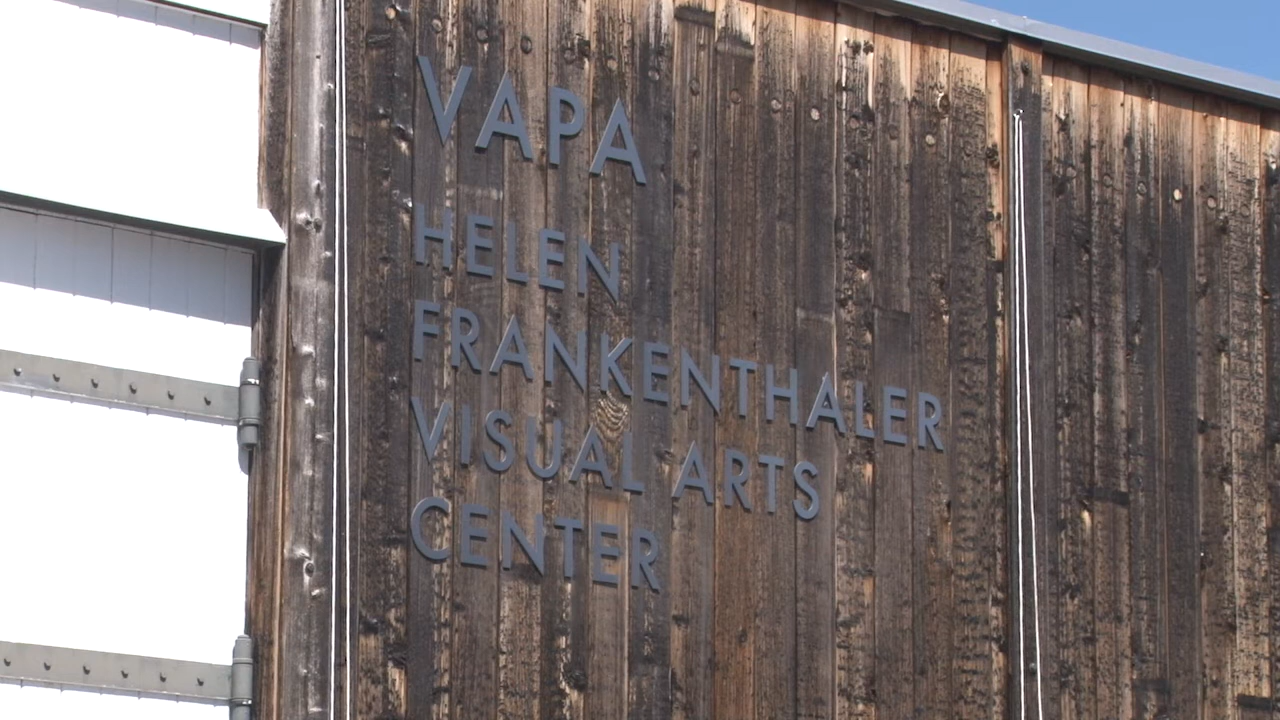 VAPA
HELEN
FRANKENTHALER
VISUAL ARTS
CENTER